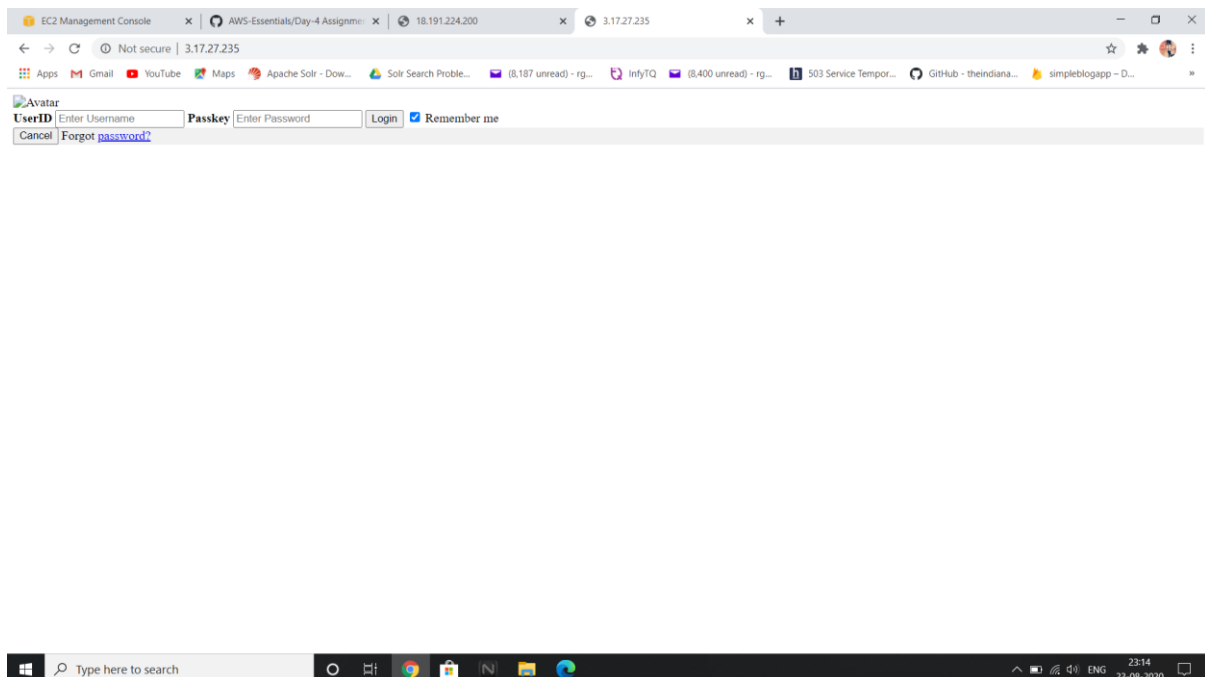 EC2 Management Console AWS-Essentials/Day-4 Assignme 18.191.224.200 3.17.27.235
Not secure | 3.17.27.235
Apps Gmail YouTube Maps Apache Solr - Dow... Solr Search Proble... (8,187 unread) - rg... InfyTQ (8,400 unread) - rg... 503 Service Tempor... GitHub - theindiana... simpleblogapp – D... »
Avatar
UserID Enter Username Passkey Enter Password Login Remember me
Cancel Forgot password?
Type here to search ENG 23:14
23-08-2020